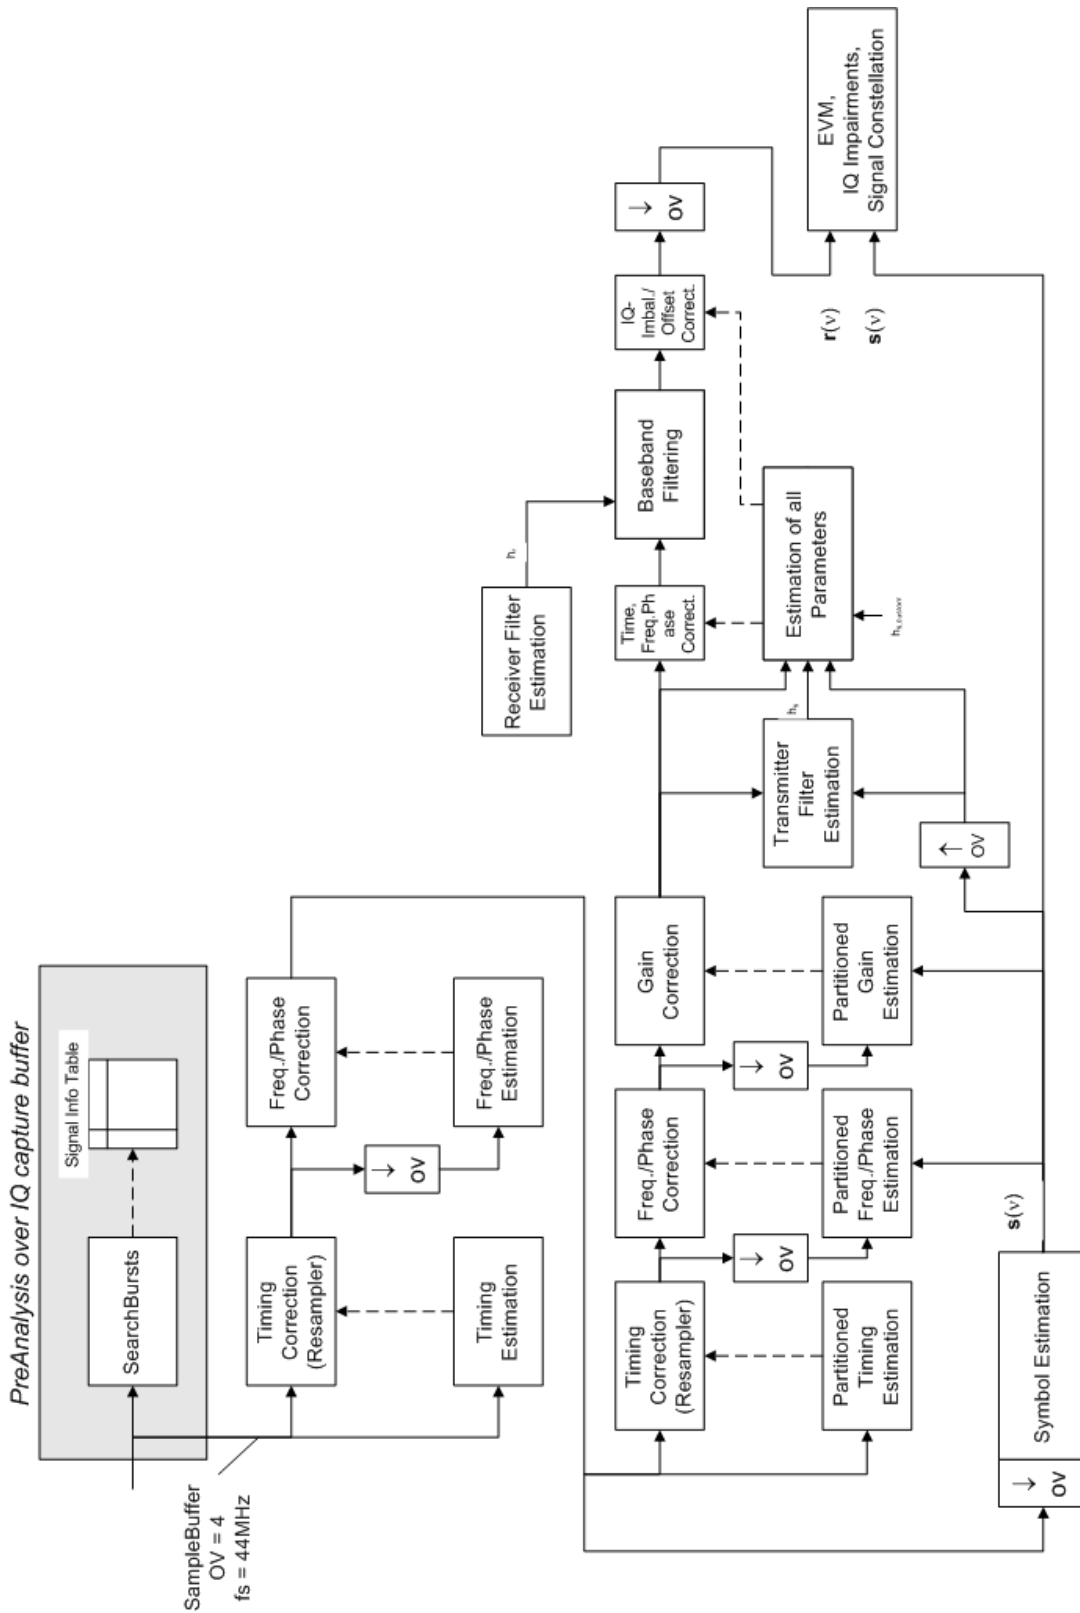 PreAnalysis over IQ capture buffer
SearchBursts
Signal Info Table
SampleBuffer
OV = 4
fs = 44MHz
Timing
Correction
(Resampler)
Freq./Phase
Correction
↓
OV
Timing
Estimation
Freq./Phase
Estimation
Receiver Filter
Estimation
Timing
Correction
(Resampler)
Freq./Phase
Correction
Gain
Correction
Time,
Freq.Ph
ase
Correct.
Baseband
Filtering
IQ-
Imbal./
Offset
Correct.
↓
OV
↓
OV
↓
OV
Partitioned
Timing
Estimation
Partitioned
Freq./Phase
Estimation
Partitioned
Gain
Estimation
Transmitter
Filter
Estimation
hs
Estimation of all
Parameters
r(ν)
s(ν)
EVM,
IQ Impairments,
Signal Constellation
↑
OV
↓
OV
Symbol Estimation
s(ν)